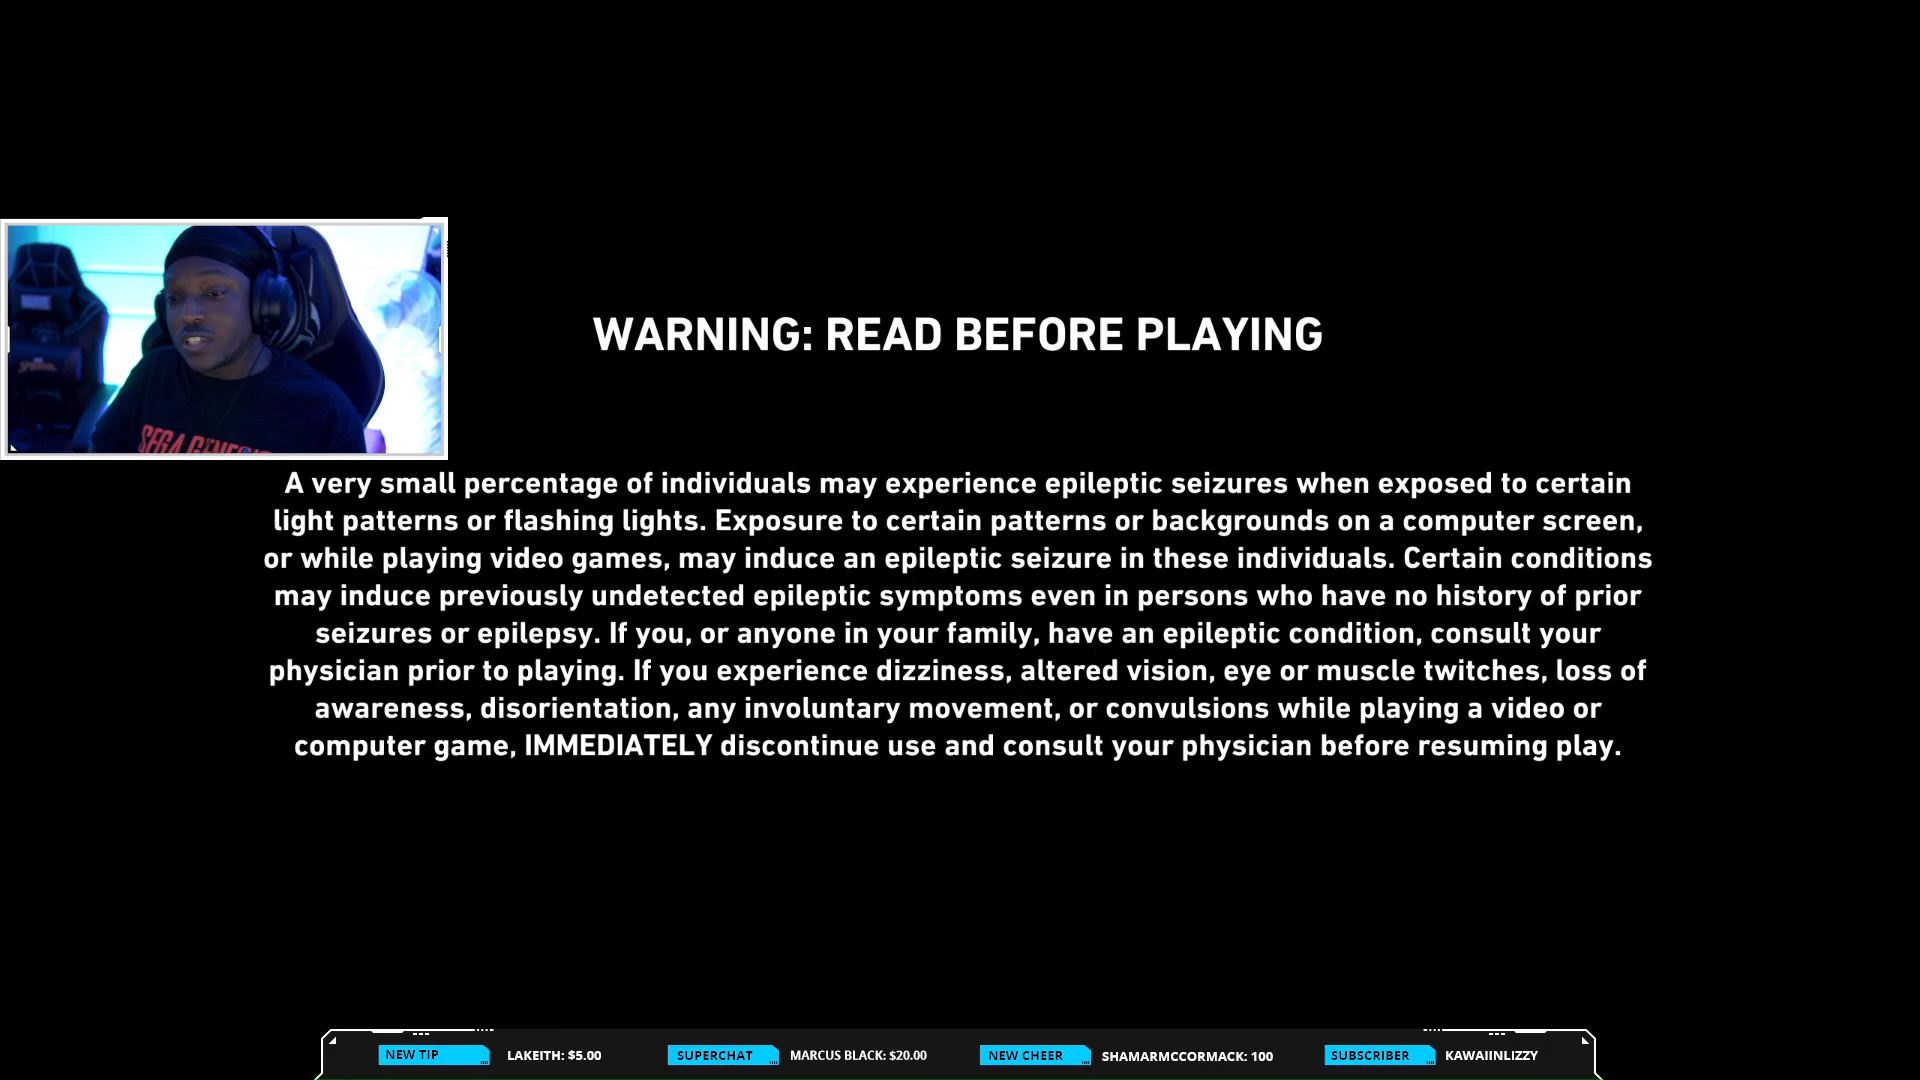 WARNING: READ BEFORE PLAYING
SEGA GENESIS
A very small percentage of individuals may experience epileptic seizures when exposed to certain
light patterns or flashing lights. Exposure to certain patterns or backgrounds on a computer screen,
or while playing video games, may induce an epileptic seizure in these individuals. Certain conditions
may induce previously undetected epileptic symptoms even in persons who have no history of prior
seizures or epilepsy. If you, or anyone in your family, have an epileptic condition, consult your
physician prior to playing. If you experience dizziness, altered vision, eye or muscle twitches, loss of
awareness, disorientation, any involuntary movement, or convulsions while playing a video or
computer game, IMMEDIATELY discontinue use and consult your physician before resuming play.
NEW TIP LAKEITH: $5.00 SUPERCHAT MARCUS BLACK: $20.00 NEW CHEER SHAMARMCCORMACK: 100 SUBSCRIBER KAWAIINLIZZY